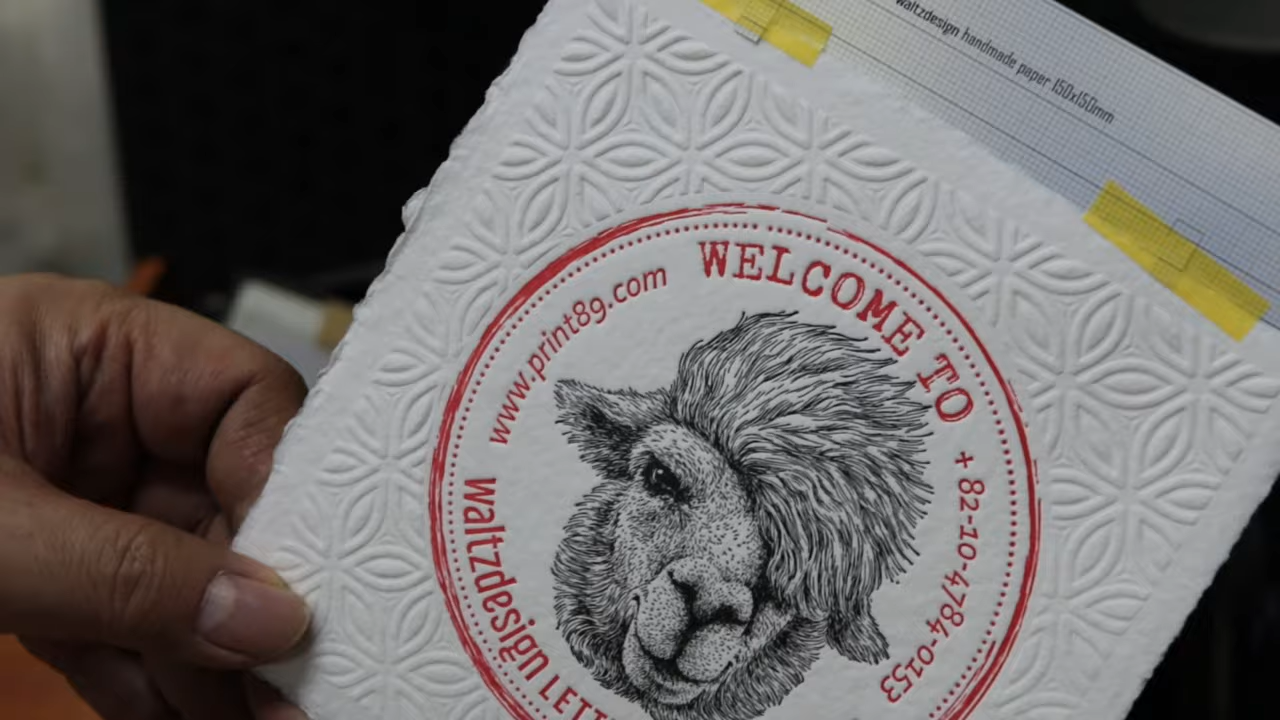 waltzdesign handmade paper 150x150mm
www.print89.com
WELCOME TO
+82-10-4784-0153
waltzdesign LETT